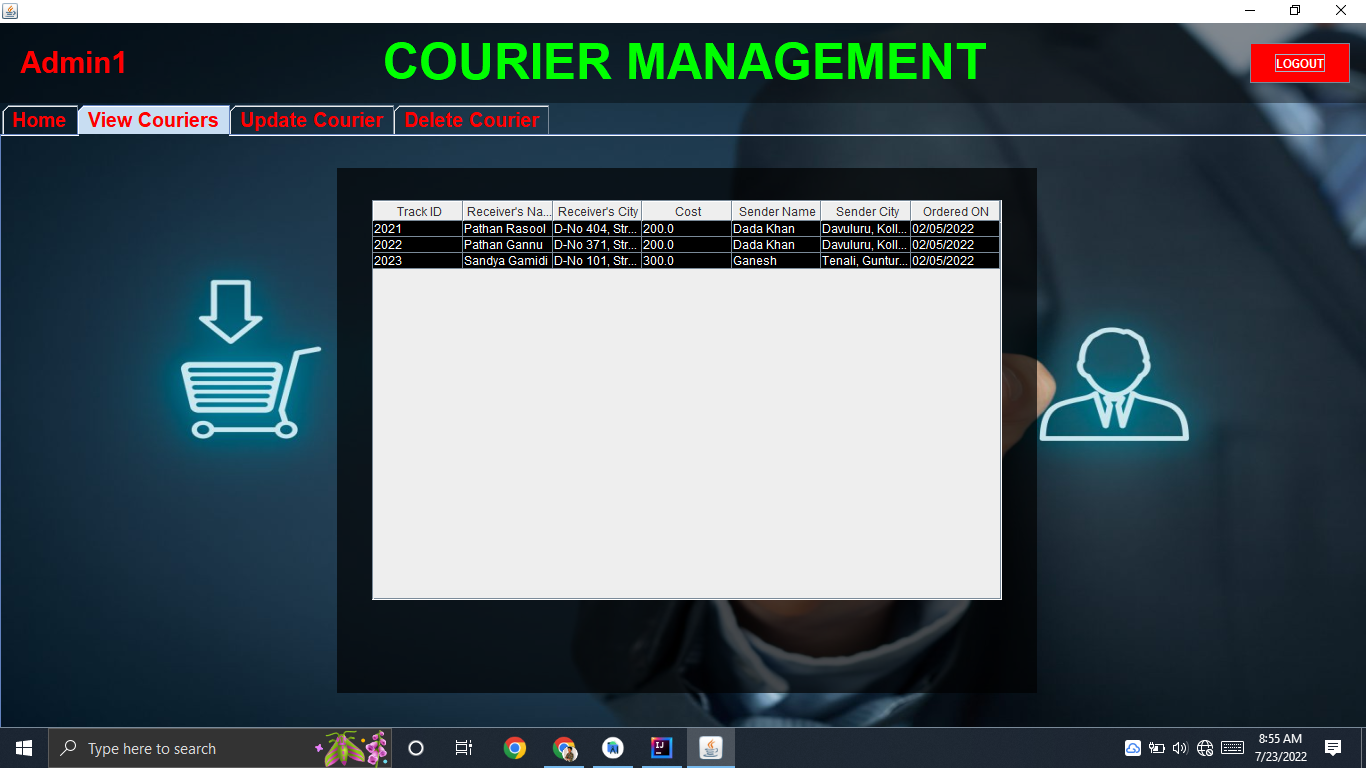 Admin1
COURIER MANAGEMENT
LOGOUT
Home View Couriers Update Courier Delete Courier
Track ID Receiver's Na... Receiver's City Cost Sender Name Sender City Ordered ON
2021 Pathan Rasool D-No 404, Str... 200.0 Dada Khan Davuluru, Koll... 02/05/2022
2022 Pathan Gannu D-No 371, Str... 200.0 Dada Khan Davuluru, Koll... 02/05/2022
2023 Sandya Gamidi D-No 101, Str... 300.0 Ganesh Tenali, Guntur... 02/05/2022
Type here to search
8:55 AM
7/23/2022